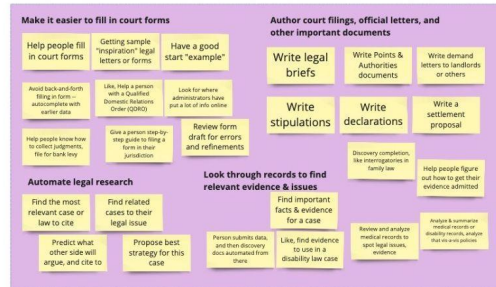 Make it easier to fill in court forms
Help people fill
in court forms
Getting sample
"inspiration" legal
letters or forms
Have a good
start "example"
Avoid back-and-forth
filling in form --
autocomplete with
earlier data
Like, Help a person
with a Qualified
Domestic Relations
Order (QDRO)
Look for where
administrators have
put a lot of info online
Help people know how
to collect judgments,
file for bank levy
Give a person step-by-
step guide to filing a
form in their
jurisdiction
Review form
draft for errors
and refinements
Author court filings, official letters, and
other important documents
Write legal
briefs
Write Points &
Authorities
documents
Write demand
letters to landlords
or others
Write
stipulations
Write
declarations
Write a
settlement
proposal
Discovery completion,
like interrogatories in
family law
Help people figure
out how to get their
evidence admitted
Automate legal research
Find the most
relevant case or
law to cite
Find related
cases to their
legal issue
Predict what
other side will
argue, and cite to
Propose best
strategy for this
case
Look through records to find
relevant evidence & issues
Find important
facts & evidence
for a case
Person submits data,
and then discovery
docs automated from
there
Like, find evidence
to use in a
disability law case
Review and analyze
medical records to
spot legal issues,
evidence
Analyze & summarize
medical records or
disability records, analyze
that vis-a-vis policies